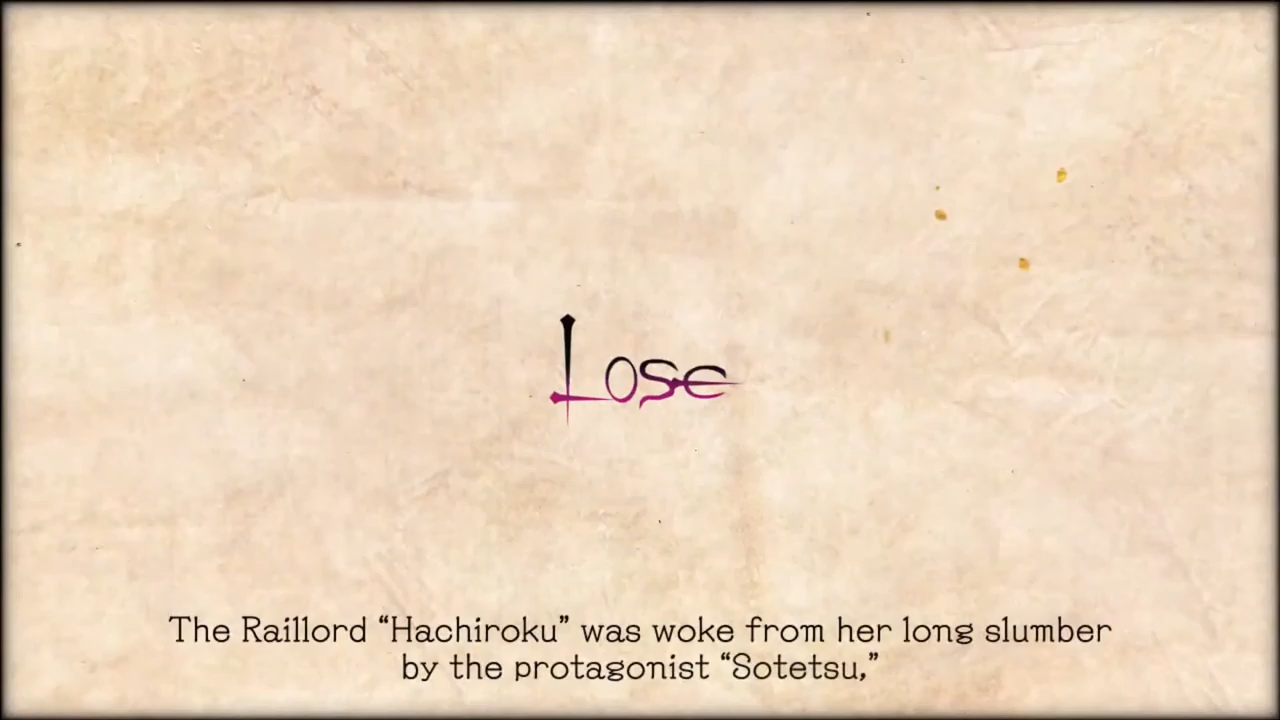 Lose
The Raillord “Hachiroku” was woke from her long slumber
by the protagonist “Sotetsu,”